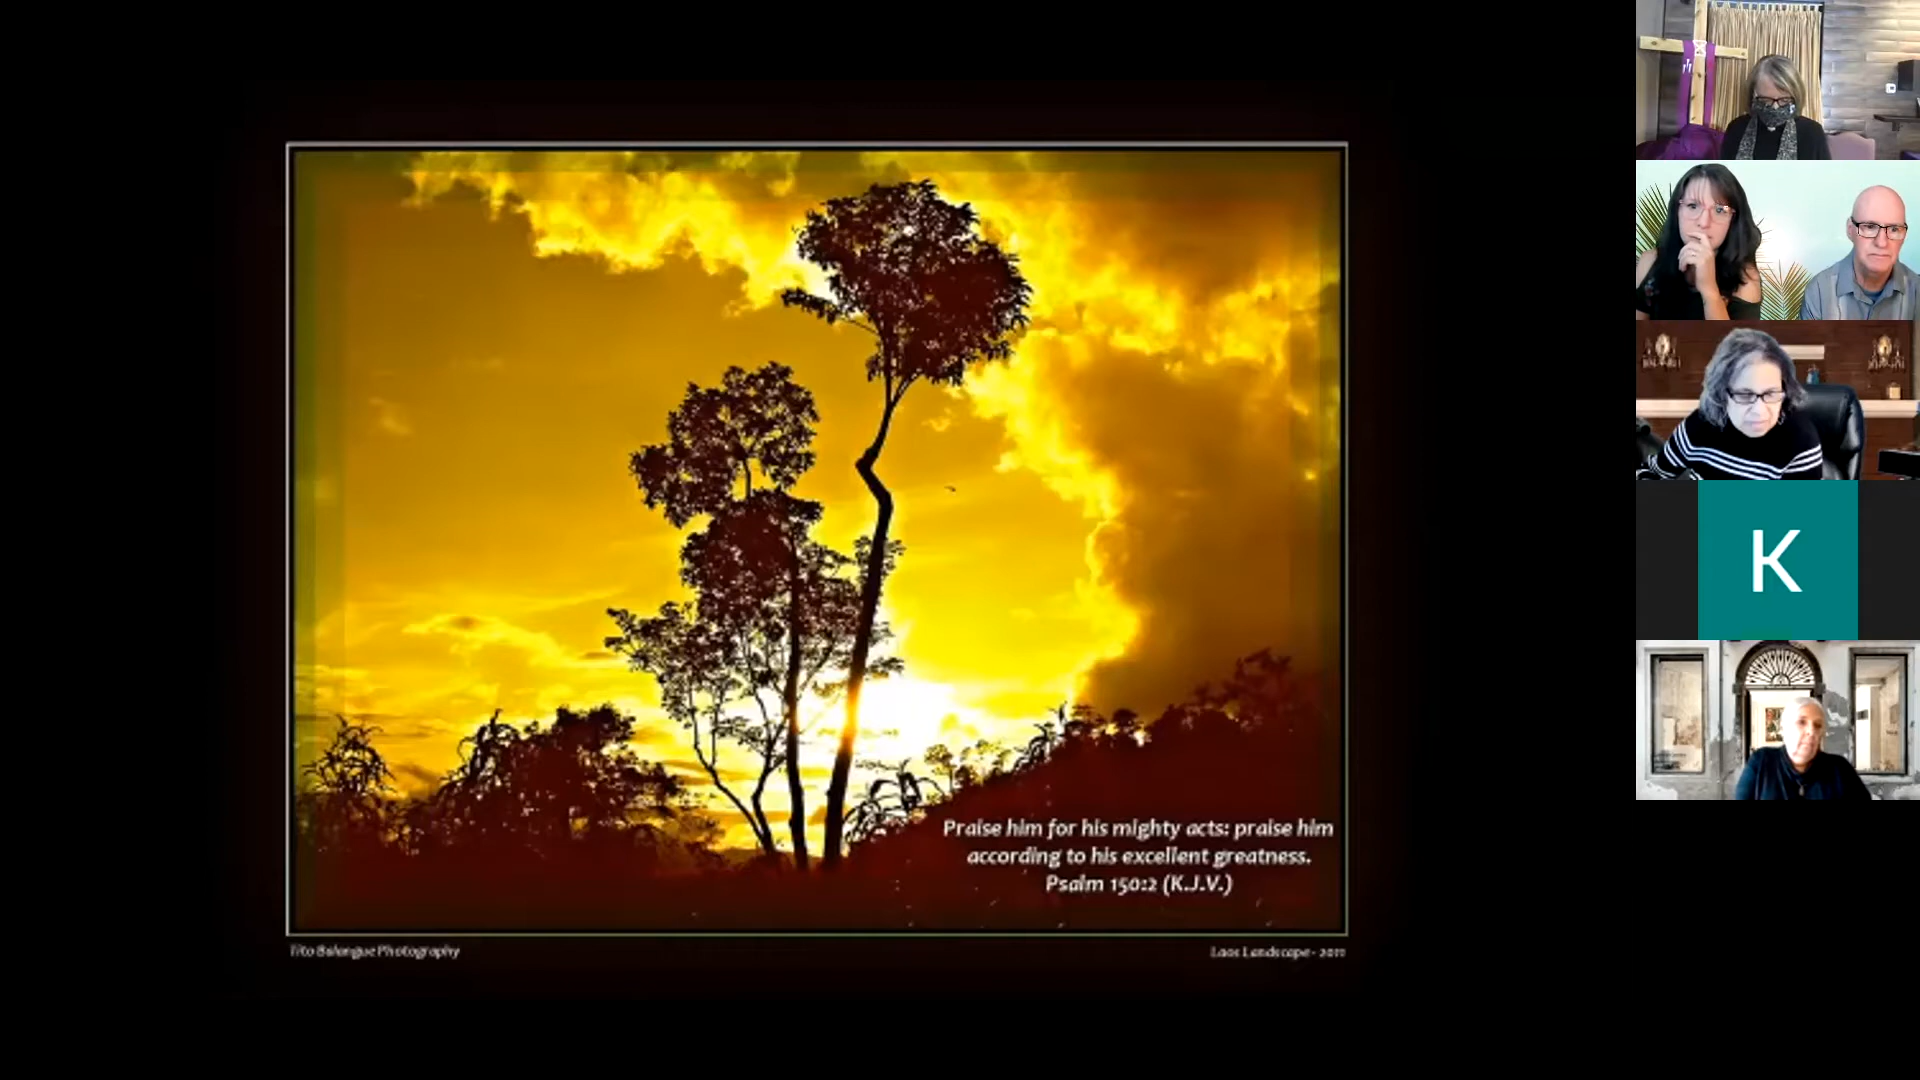 Praise him for his mighty acts: praise him
according to his excellent greatness.
Psalm 150:2 (K.J.V.)
Tito Balangue Photography
Laos Landscape - 2011
K